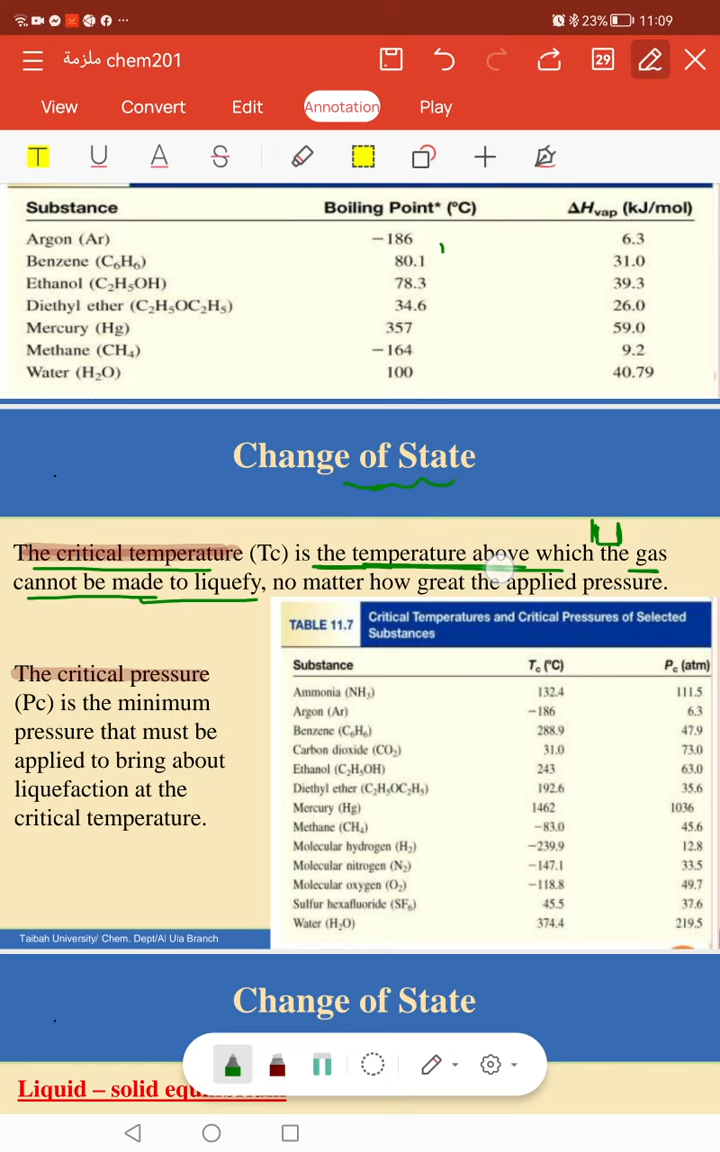 23% 11:09
ملزمة chem201 29
View Convert Edit Annotation Play
T U A S
Substance Boiling Point* (°C) ΔHvap (kJ/mol)
Argon (Ar) −186 6.3
Benzene (C₆H₆) 80.1 31.0
Ethanol (C₂H₅OH) 78.3 39.3
Diethyl ether (C₂H₅OC₂H₅) 34.6 26.0
Mercury (Hg) 357 59.0
Methane (CH₄) −164 9.2
Water (H₂O) 100 40.79
Change of State
The critical temperature (Tc) is the temperature above which the gas
cannot be made to liquefy, no matter how great the applied pressure.
The critical pressure
(Pc) is the minimum
pressure that must be
applied to bring about
liquefaction at the
critical temperature.
TABLE 11.7 Critical Temperatures and Critical Pressures of Selected
Substances
Substance Tc (°C) Pc (atm)
Ammonia (NH₃) 132.4 111.5
Argon (Ar) −186 6.3
Benzene (C₆H₆) 288.9 47.9
Carbon dioxide (CO₂) 31.0 73.0
Ethanol (C₂H₅OH) 243 63.0
Diethyl ether (C₂H₅OC₂H₅) 192.6 35.6
Mercury (Hg) 1462 1036
Methane (CH₄) −83.0 45.6
Molecular hydrogen (H₂) −239.9 12.8
Molecular nitrogen (N₂) −147.1 33.5
Molecular oxygen (O₂) −118.8 49.7
Sulfur hexafluoride (SF₆) 45.5 37.6
Water (H₂O) 374.4 219.5
Taibah University/ Chem. Dept/Al Ula Branch
Change of State
Liquid – solid